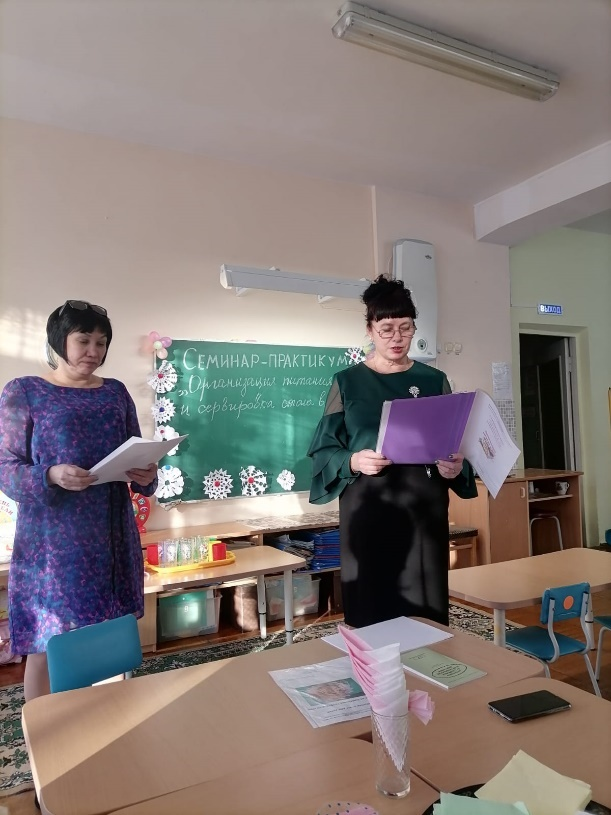 Семинар-практикум
„Организация питания
и сервировка стола в
ВЫХОД